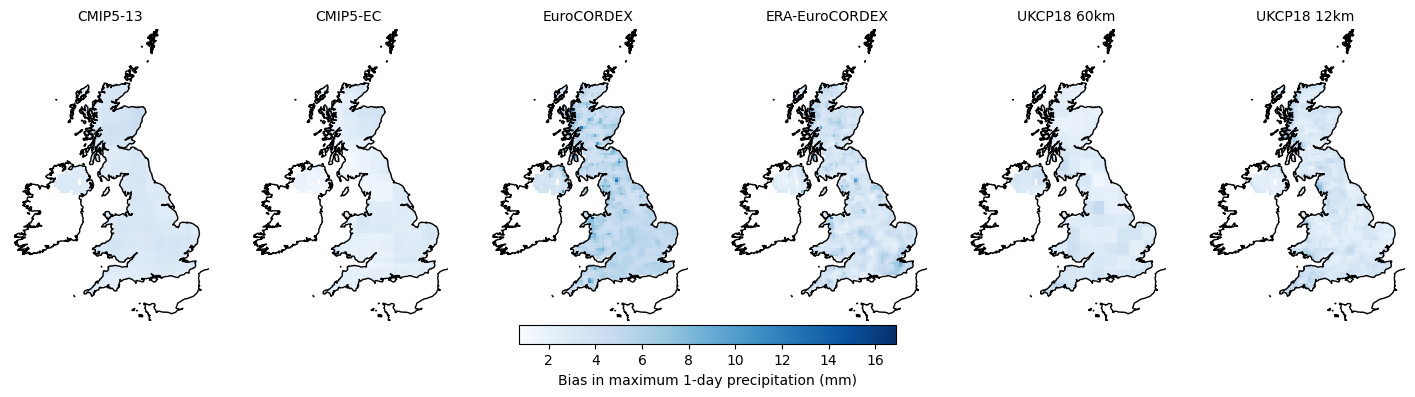 CMIP5-13 CMIP5-EC EuroCORDEX ERA-EuroCORDEX UKCP18 60km UKCP18 12km
2 4 6 8 10 12 14 16
Bias in maximum 1-day precipitation (mm)